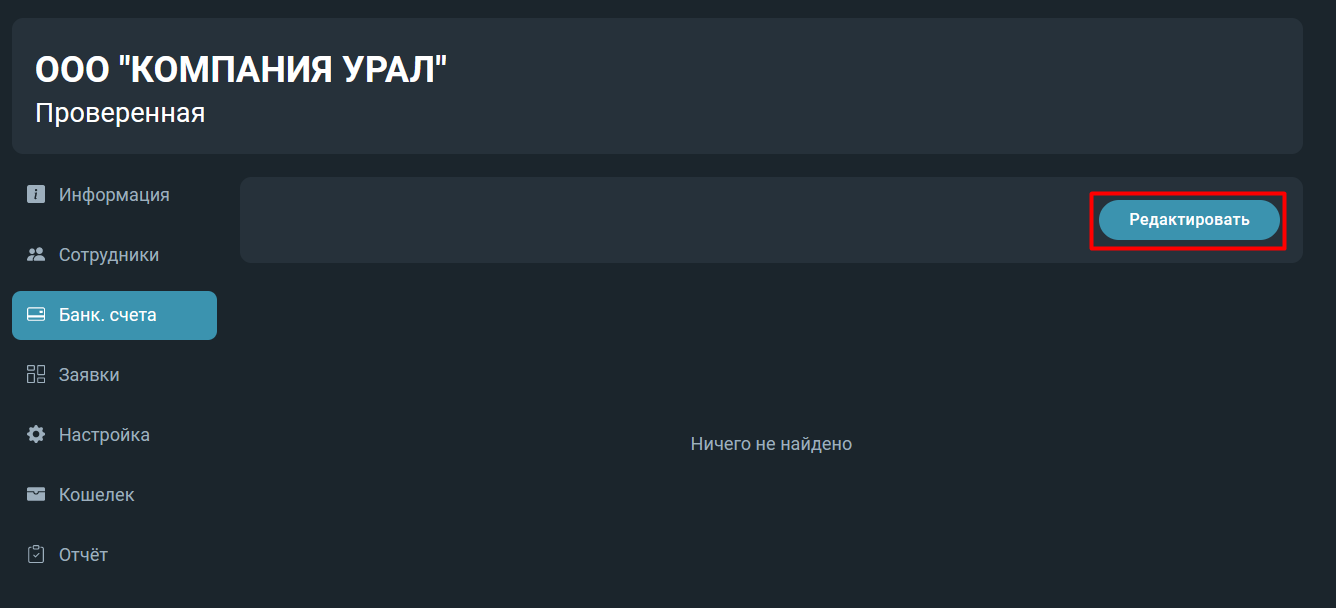 ООО "КОМПАНИЯ УРАЛ"
Проверенная
Информация
Сотрудники
Банк. счета
Заявки
Настройка
Кошелек
Отчёт
Редактировать
Ничего не найдено